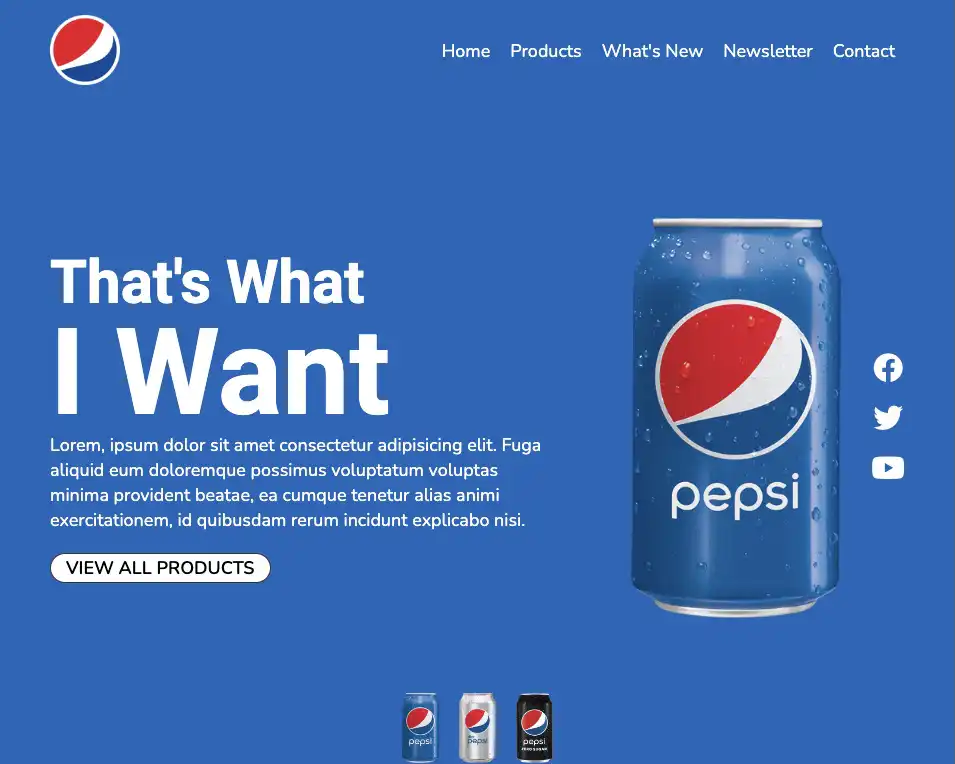 Home Products What's New Newsletter Contact
That's What
I Want
Lorem, ipsum dolor sit amet consectetur adipisicing elit. Fuga
aliquid eum doloremque possimus voluptatum voluptas
minima provident beatae, ea cumque tenetur alias animi
exercitationem, id quibusdam rerum incidunt explicabo nisi.
VIEW ALL PRODUCTS
pepsi
pepsi
pepsi
pepsi
ZERO SUGAR